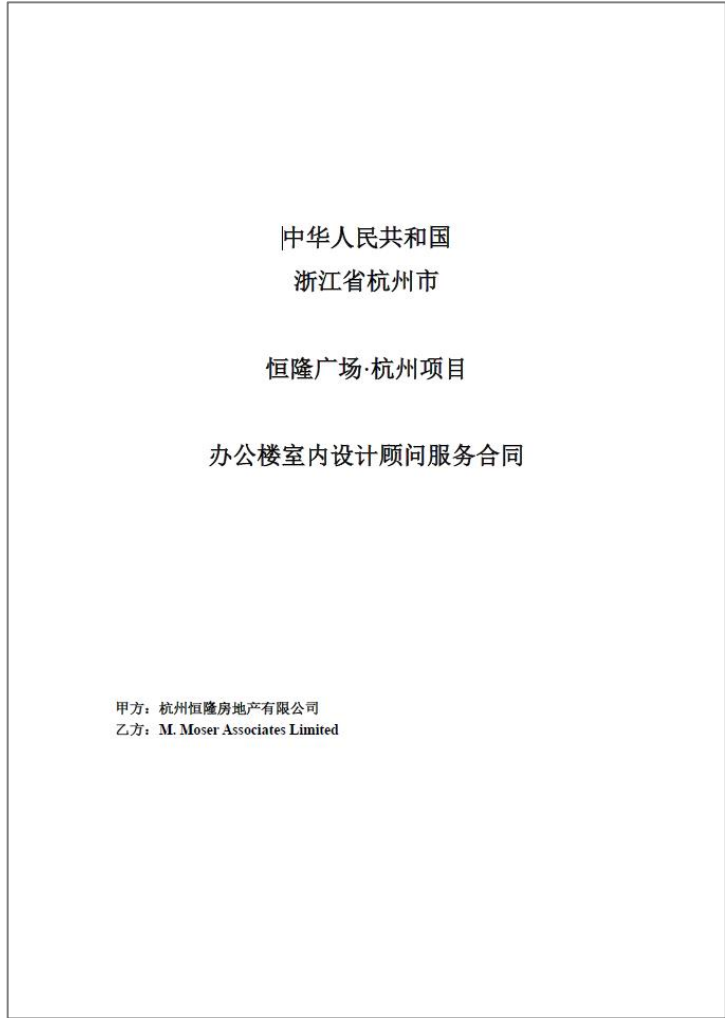 中华人民共和国
浙江省杭州市
恒隆广场·杭州项目
办公楼室内设计顾问服务合同
甲方：杭州恒隆房地产有限公司
乙方：M. Moser Associates Limited